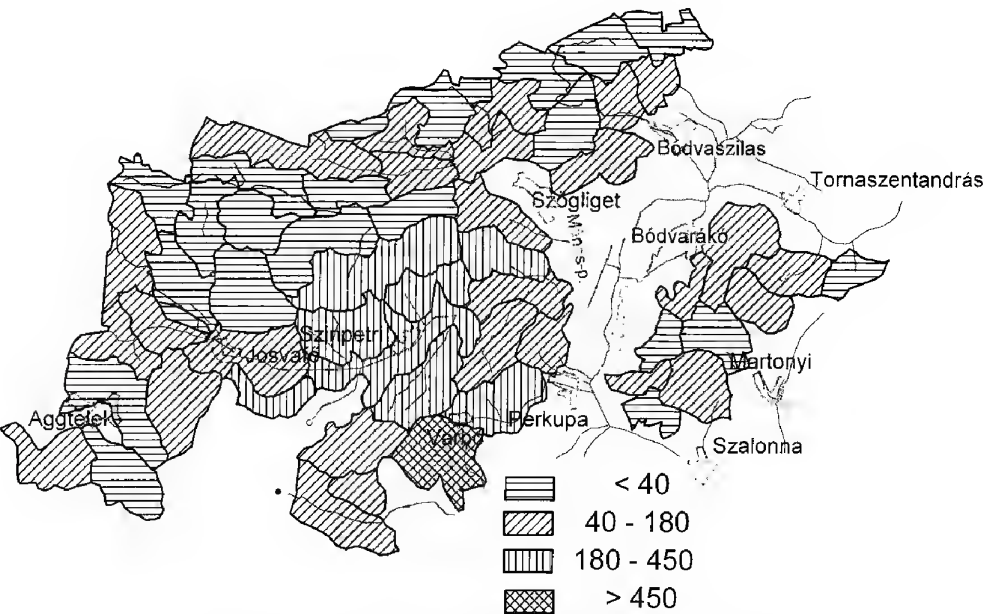 Bódvaszilas
Tornaszentandrás
Szögliget
Bódvarákó
M-n-s-p
Szinpetri
Jósvafő
Martonyi
Aggtelek
Perkupa
Varbó
Szalonna
< 40
40 - 180
180 - 450
> 450